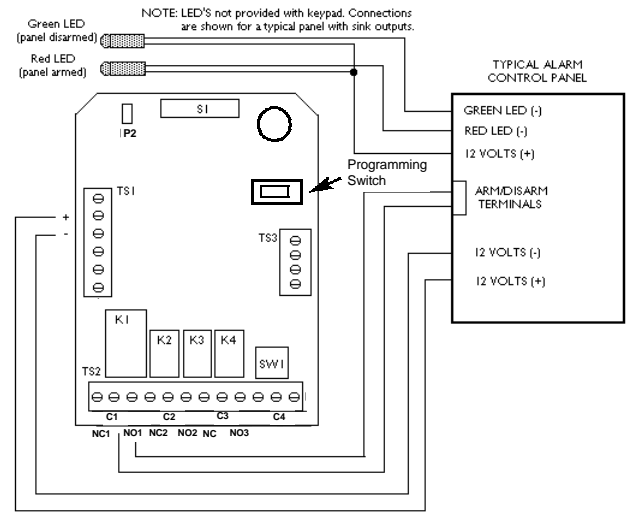 NOTE: LED'S not provided with keypad. Connections
are shown for a typical panel with sink outputs.
Green LED
(panel disarmed)
Red LED
(panel armed)
TYPICAL ALARM
CONTROL PANEL
GREEN LED (-)
RED LED (-)
12 VOLTS (+)
ARM/DISARM
TERMINALS
12 VOLTS (-)
12 VOLTS (+)
S1
P2
Programming
Switch
TS1
+
-
TS3
K1
K2
K3
K4
SW1
TS2
C1
C2
C3
C4
NC1
NO1
NC2
NO2
NC
NO3